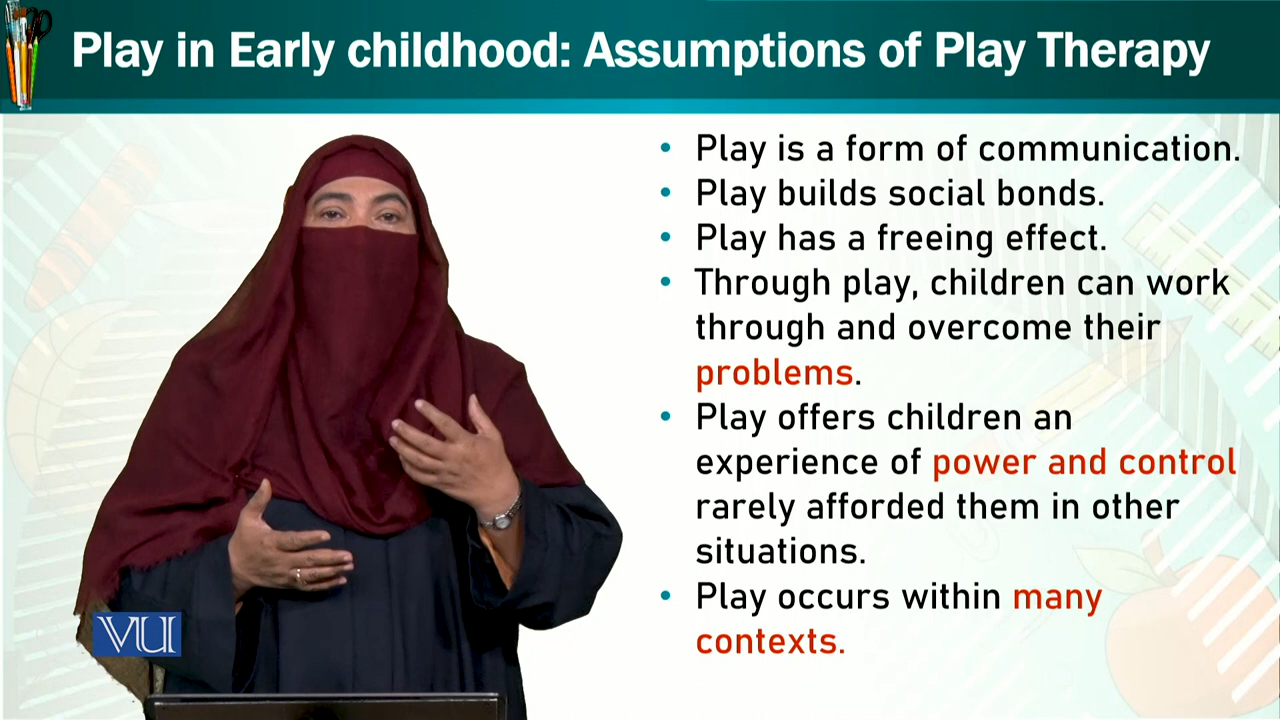 Play in Early childhood: Assumptions of Play Therapy
• Play is a form of communication.
• Play builds social bonds.
• Play has a freeing effect.
• Through play, children can work
through and overcome their
problems.
• Play offers children an
experience of power and control
rarely afforded them in other
situations.
• Play occurs within many
contexts.
VU